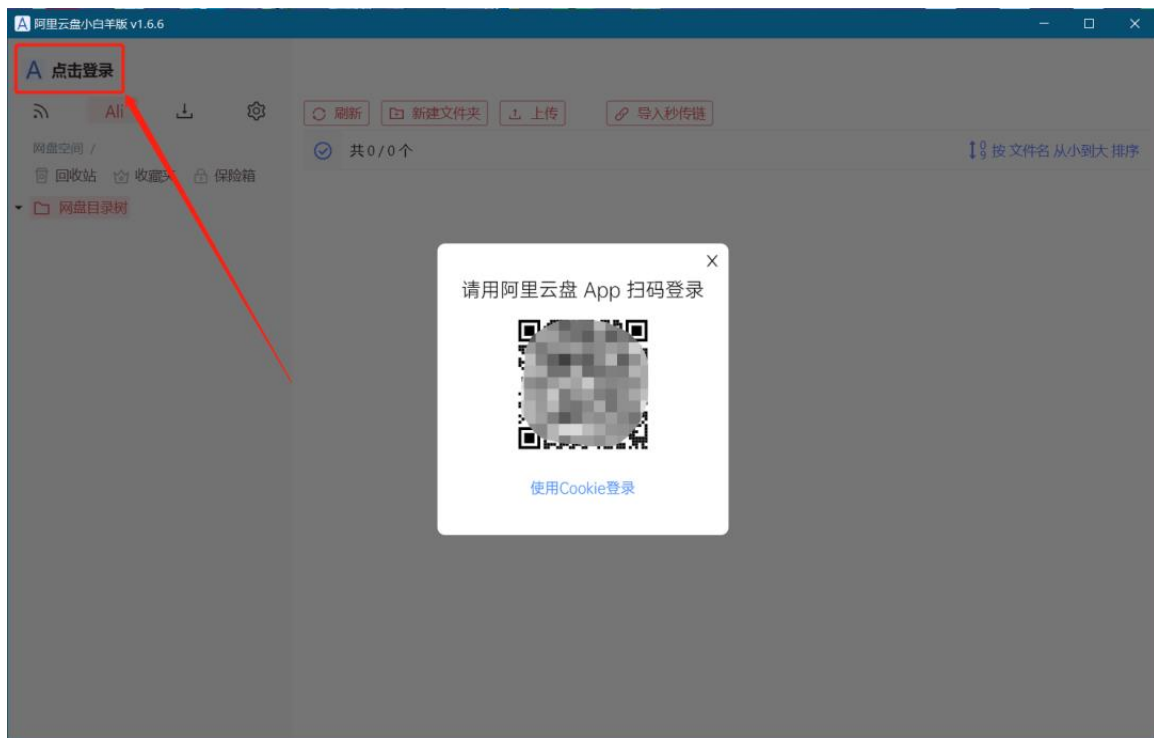 阿里云盘小白羊版 v1.6.6
点击登录
Ali
刷新 新建文件夹 上传 导入秒传链
网盘空间 /
共 0 / 0 个
按 文件名 从小到大 排序
回收站 收藏夹 保险箱
网盘目录树
请用阿里云盘 App 扫码登录
使用Cookie登录